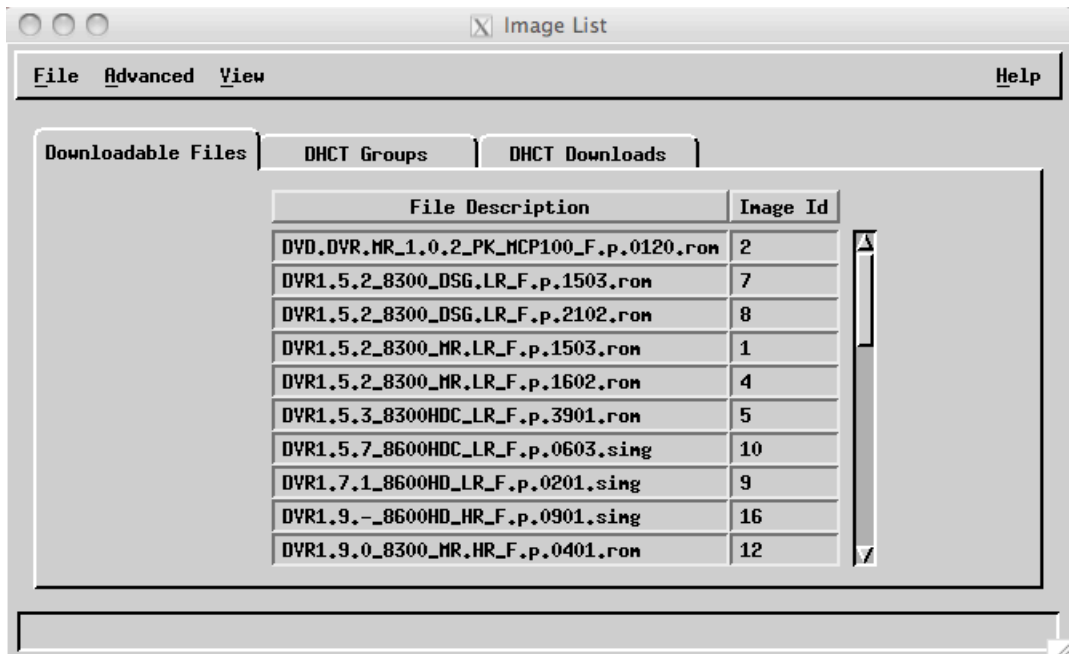 Image List
File Advanced View Help
Downloadable Files DHCT Groups DHCT Downloads
File Description Image Id
DVD.DVR.MR_1.0.2_PK_MCP100_F.p.0120.rom 2
DVR1.5.2_8300_DSG.LR_F.p.1503.rom 7
DVR1.5.2_8300_DSG.LR_F.p.2102.rom 8
DVR1.5.2_8300_MR.LR_F.p.1503.rom 1
DVR1.5.2_8300_MR.LR_F.p.1602.rom 4
DVR1.5.3_8300HDC_LR_F.p.3901.rom 5
DVR1.5.7_8600HDC_LR_F.p.0603.simg 10
DVR1.7.1_8600HD_LR_F.p.0201.simg 9
DVR1.9.-_8600HD_HR_F.p.0901.simg 16
DVR1.9.0_8300_MR.HR_F.p.0401.rom 12